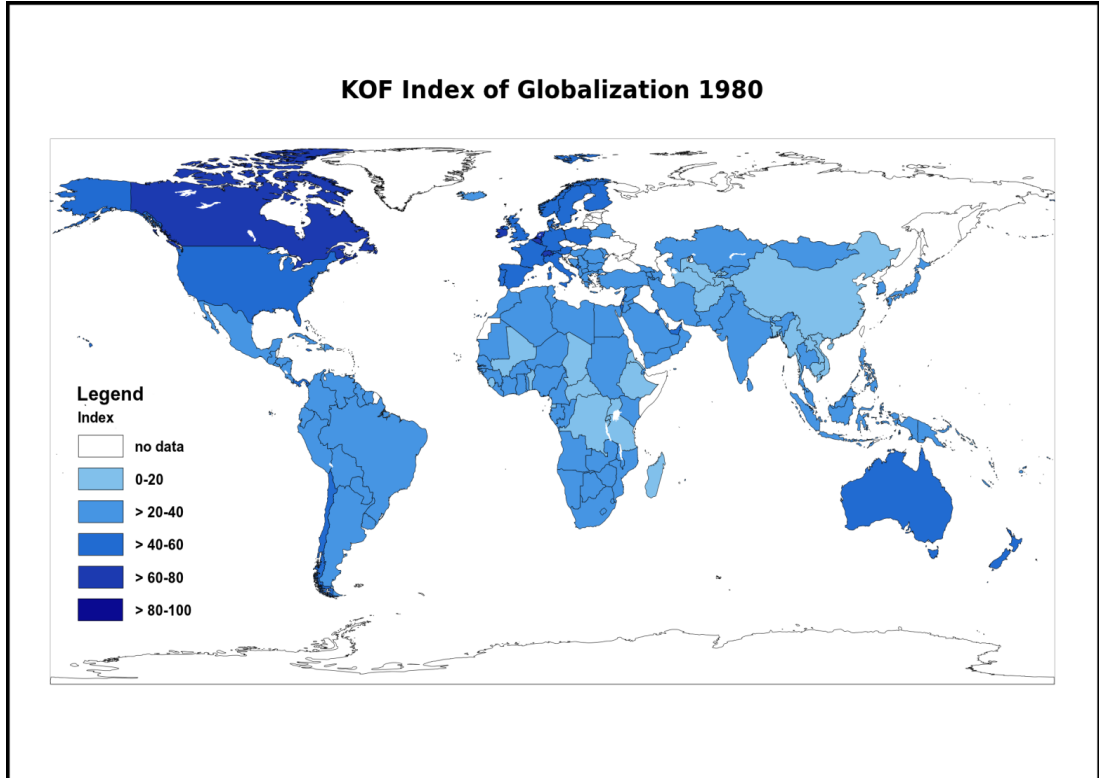 KOF Index of Globalization 1980
Legend
Index
no data
0-20
> 20-40
> 40-60
> 60-80
> 80-100